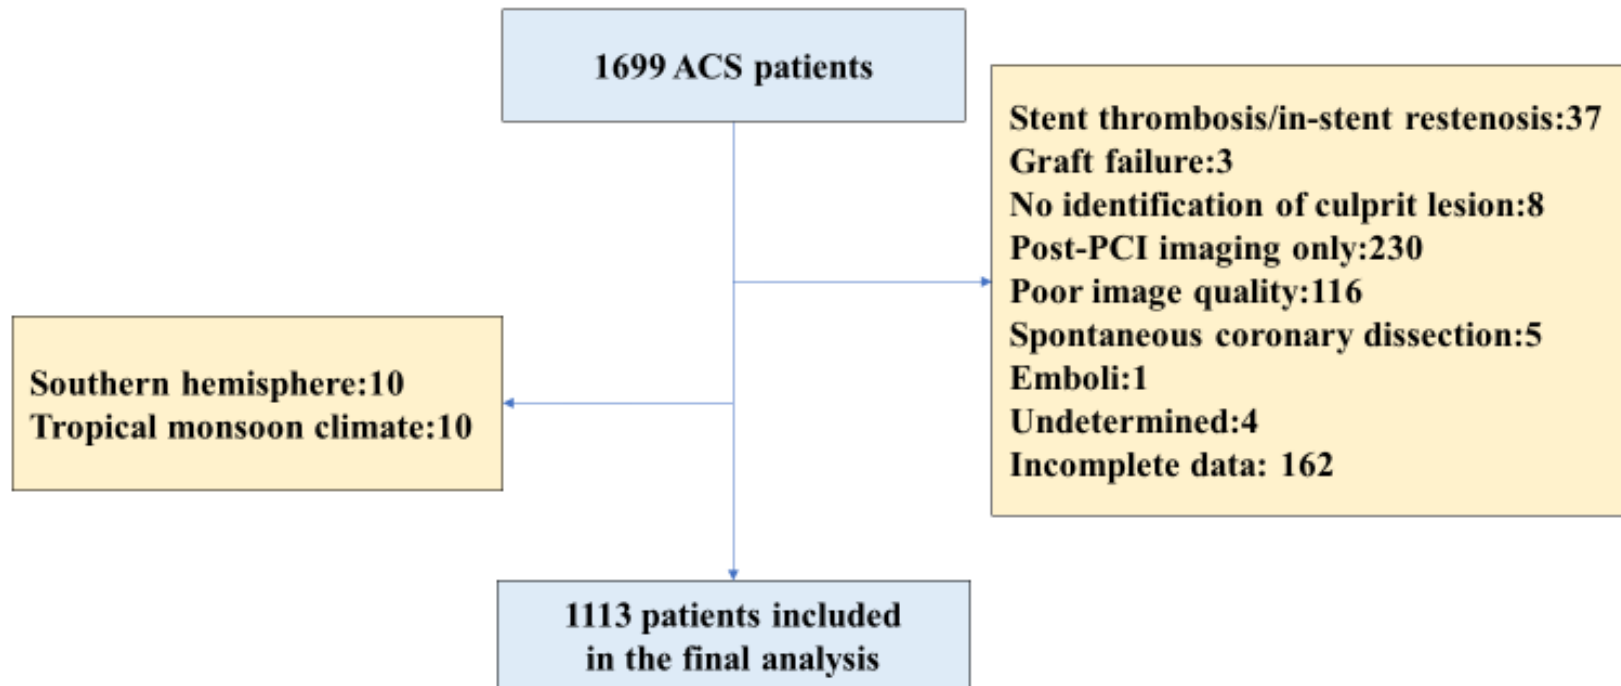 1699 ACS patients
Stent thrombosis/in-stent restenosis:37
Graft failure:3
No identification of culprit lesion:8
Post-PCI imaging only:230
Poor image quality:116
Spontaneous coronary dissection:5
Emboli:1
Undetermined:4
Incomplete data: 162
Southern hemisphere:10
Tropical monsoon climate:10
1113 patients included
in the final analysis